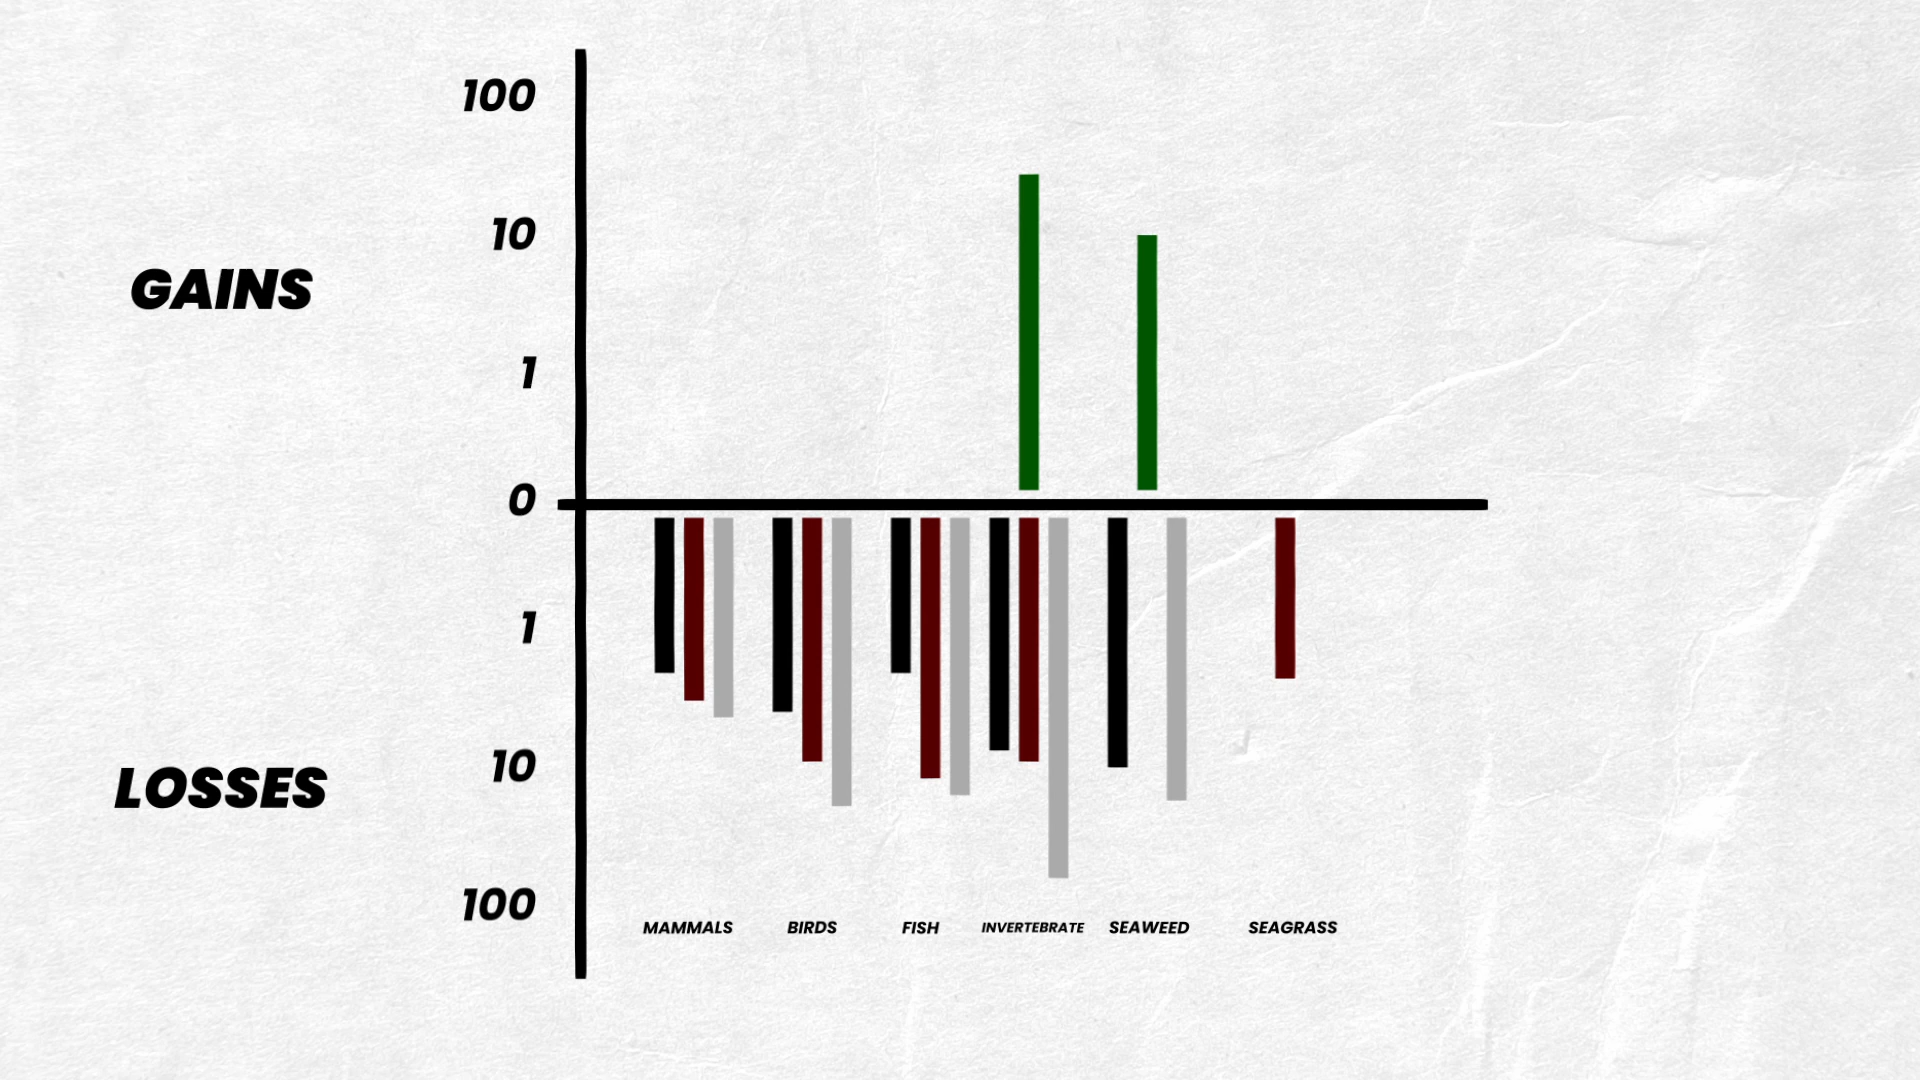 100
10
GAINS
1
0
1
10
LOSSES
100
MAMMALS BIRDS FISH INVERTEBRATE SEAWEED SEAGRASS